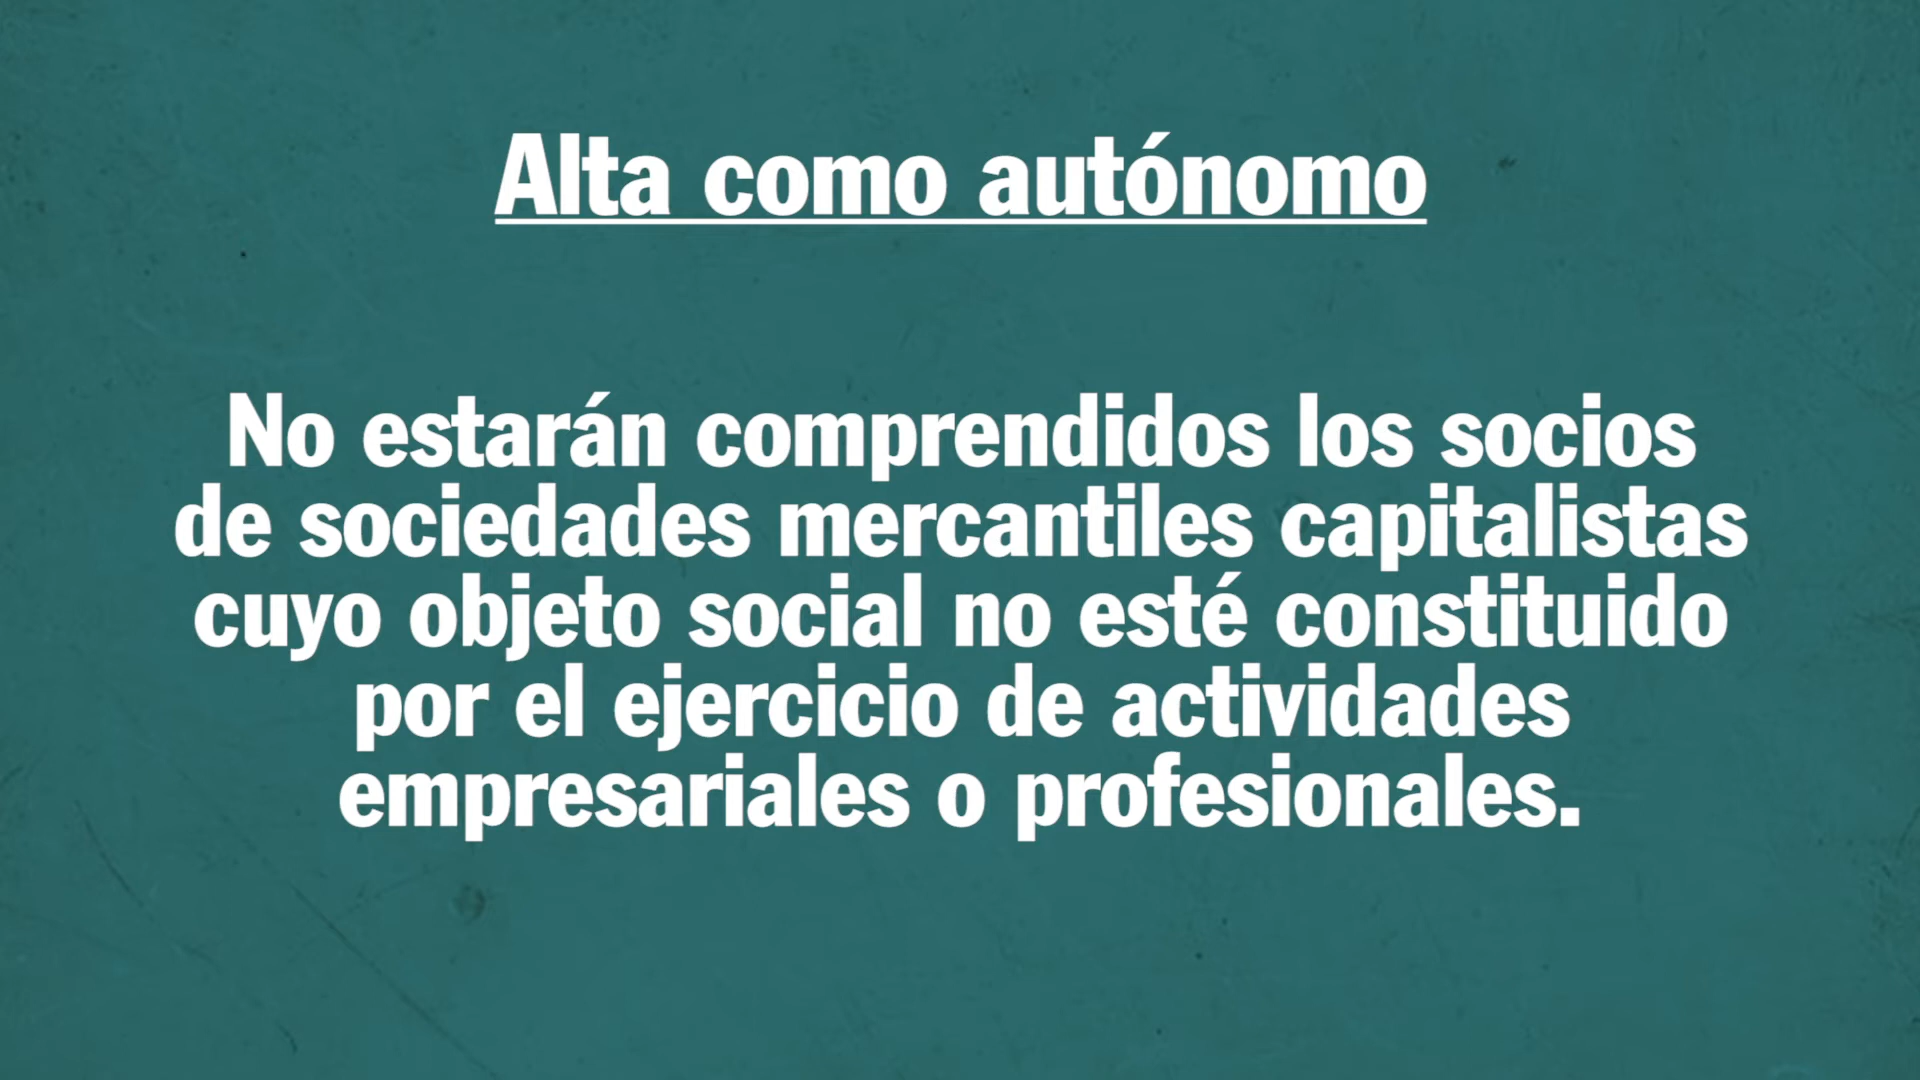 Alta como autónomo
No estarán comprendidos los socios
de sociedades mercantiles capitalistas
cuyo objeto social no esté constituido
por el ejercicio de actividades
empresariales o profesionales.